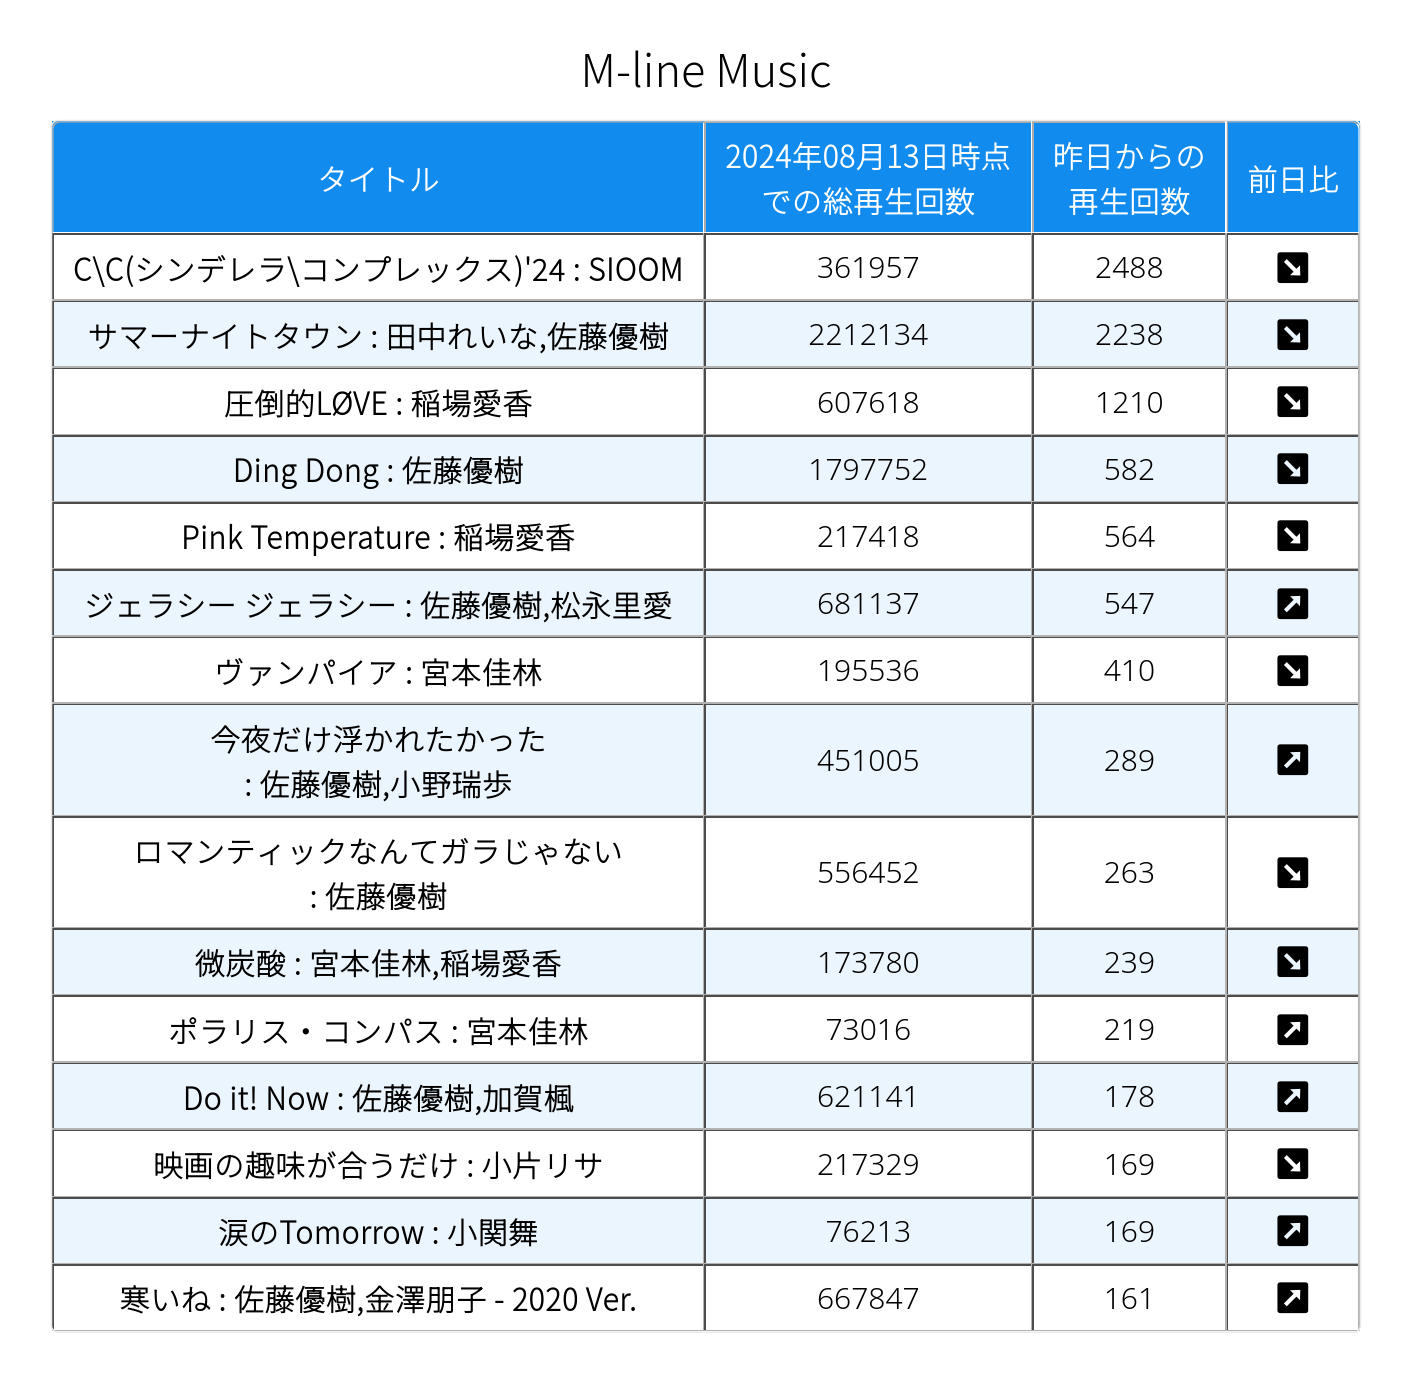 M-line Music
タイトル
2024年08月13日時点
での総再生回数
昨日からの
再生回数
前日比
C\C(シンデレラ\コンプレックス)'24 : SIOOM 361957 2488
サマーナイトタウン : 田中れいな,佐藤優樹 2212134 2238
圧倒的LØVE : 稲場愛香 607618 1210
Ding Dong : 佐藤優樹 1797752 582
Pink Temperature : 稲場愛香 217418 564
ジェラシー ジェラシー : 佐藤優樹,松永里愛 681137 547
ヴァンパイア : 宮本佳林 195536 410
今夜だけ浮かれたかった
: 佐藤優樹,小野瑞歩 451005 289
ロマンティックなんてガラじゃない
: 佐藤優樹 556452 263
微炭酸 : 宮本佳林,稲場愛香 173780 239
ポラリス・コンパス : 宮本佳林 73016 219
Do it! Now : 佐藤優樹,加賀楓 621141 178
映画の趣味が合うだけ : 小片リサ 217329 169
涙のTomorrow : 小関舞 76213 169
寒いね : 佐藤優樹,金澤朋子 - 2020 Ver. 667847 161